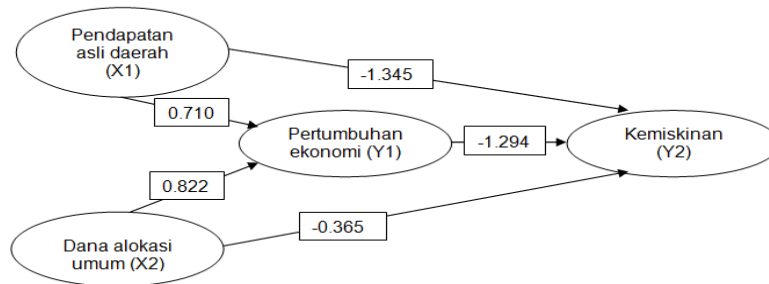 Pendapatan
asli daerah
(X1)
-1.345
0.710
Pertumbuhan
ekonomi (Y1)
-1.294
Kemiskinan
(Y2)
0.822
-0.365
Dana alokasi
umum (X2)